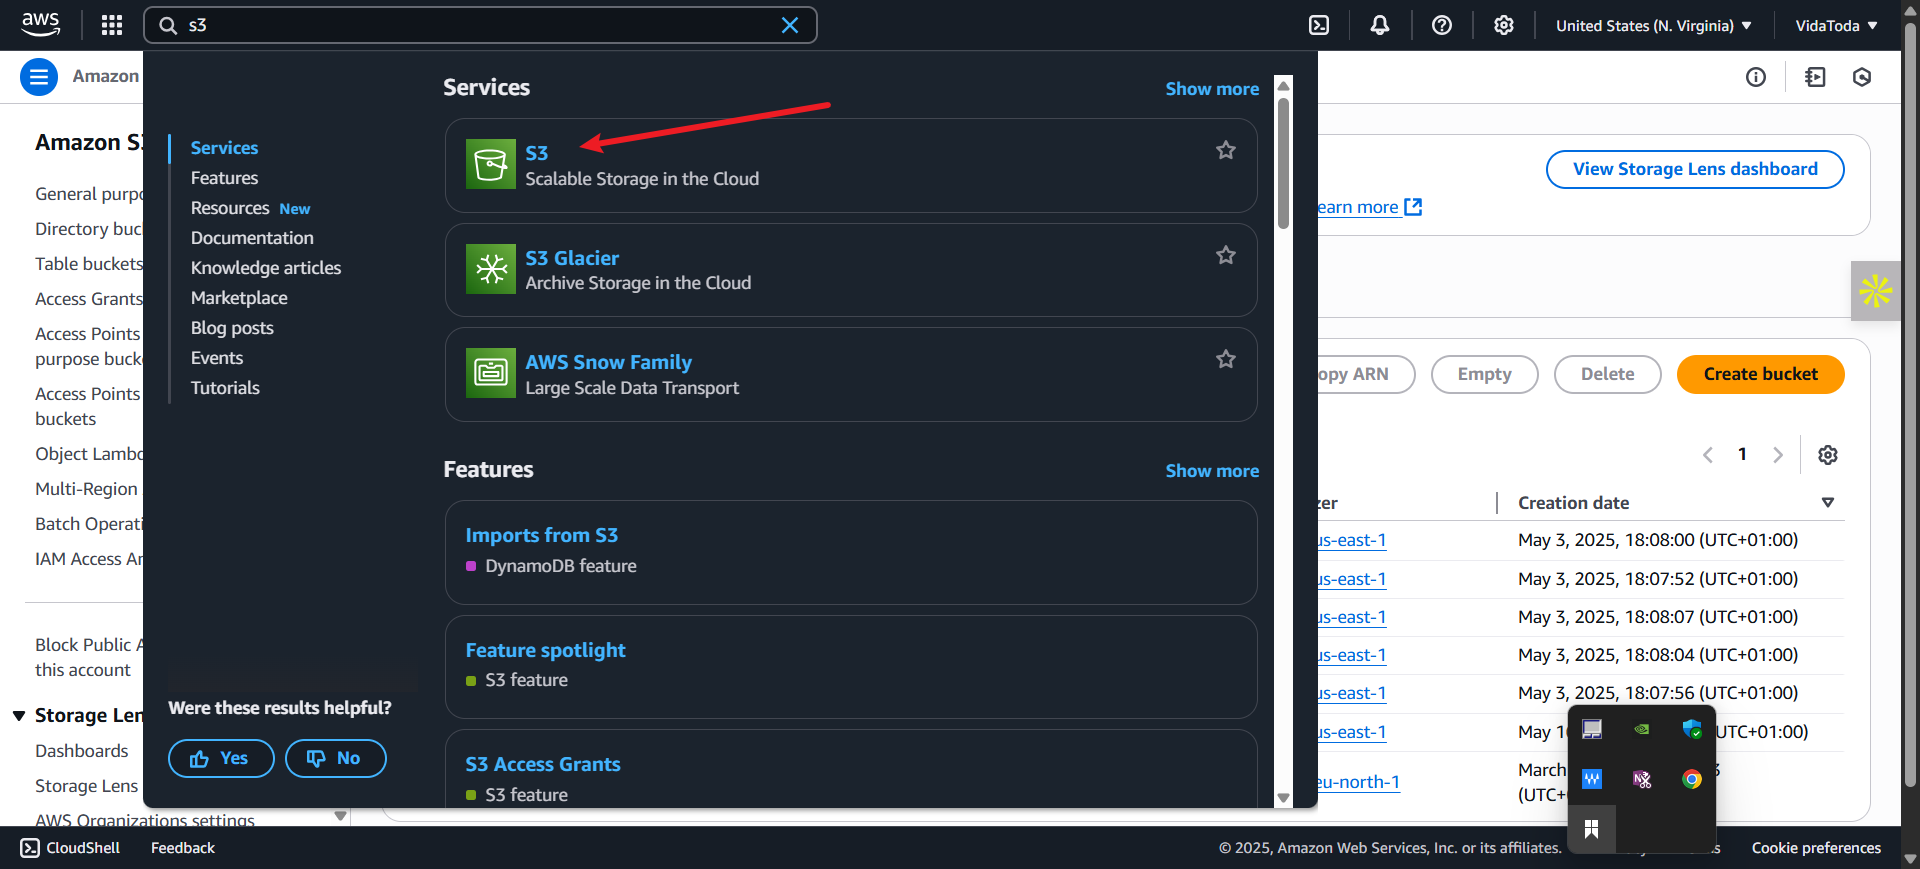 aws
s3
United States (N. Virginia)
VidaToda
Amazon
Amazon S3
General purpo
Directory buc
Table buckets
Access Grants
Access Points
purpose buck
Access Points
buckets
Object Lambd
Multi-Region
Batch Operati
IAM Access An
Block Public A
this account
Storage Len
Dashboards
Storage Lens
AWS Organizations settings
Services
Features
Resources New
Documentation
Knowledge articles
Marketplace
Blog posts
Events
Tutorials
Were these results helpful?
Yes
No
Services
Show more
S3
Scalable Storage in the Cloud
S3 Glacier
Archive Storage in the Cloud
AWS Snow Family
Large Scale Data Transport
Features
Show more
Imports from S3
DynamoDB feature
Feature spotlight
S3 feature
S3 Access Grants
S3 feature
View Storage Lens dashboard
earn more
opy ARN
Empty
Delete
Create bucket
1
zer
Creation date
us-east-1
May 3, 2025, 18:08:00 (UTC+01:00)
us-east-1
May 3, 2025, 18:07:52 (UTC+01:00)
us-east-1
May 3, 2025, 18:08:07 (UTC+01:00)
us-east-1
May 3, 2025, 18:08:04 (UTC+01:00)
us-east-1
May 3, 2025, 18:07:56 (UTC+01:00)
us-east-1
May 1 UTC+01:00)
eu-north-1
March 3
(UTC+
CloudShell
Feedback
© 2025, Amazon Web Services, Inc. or its affiliates.
Cookie preferences